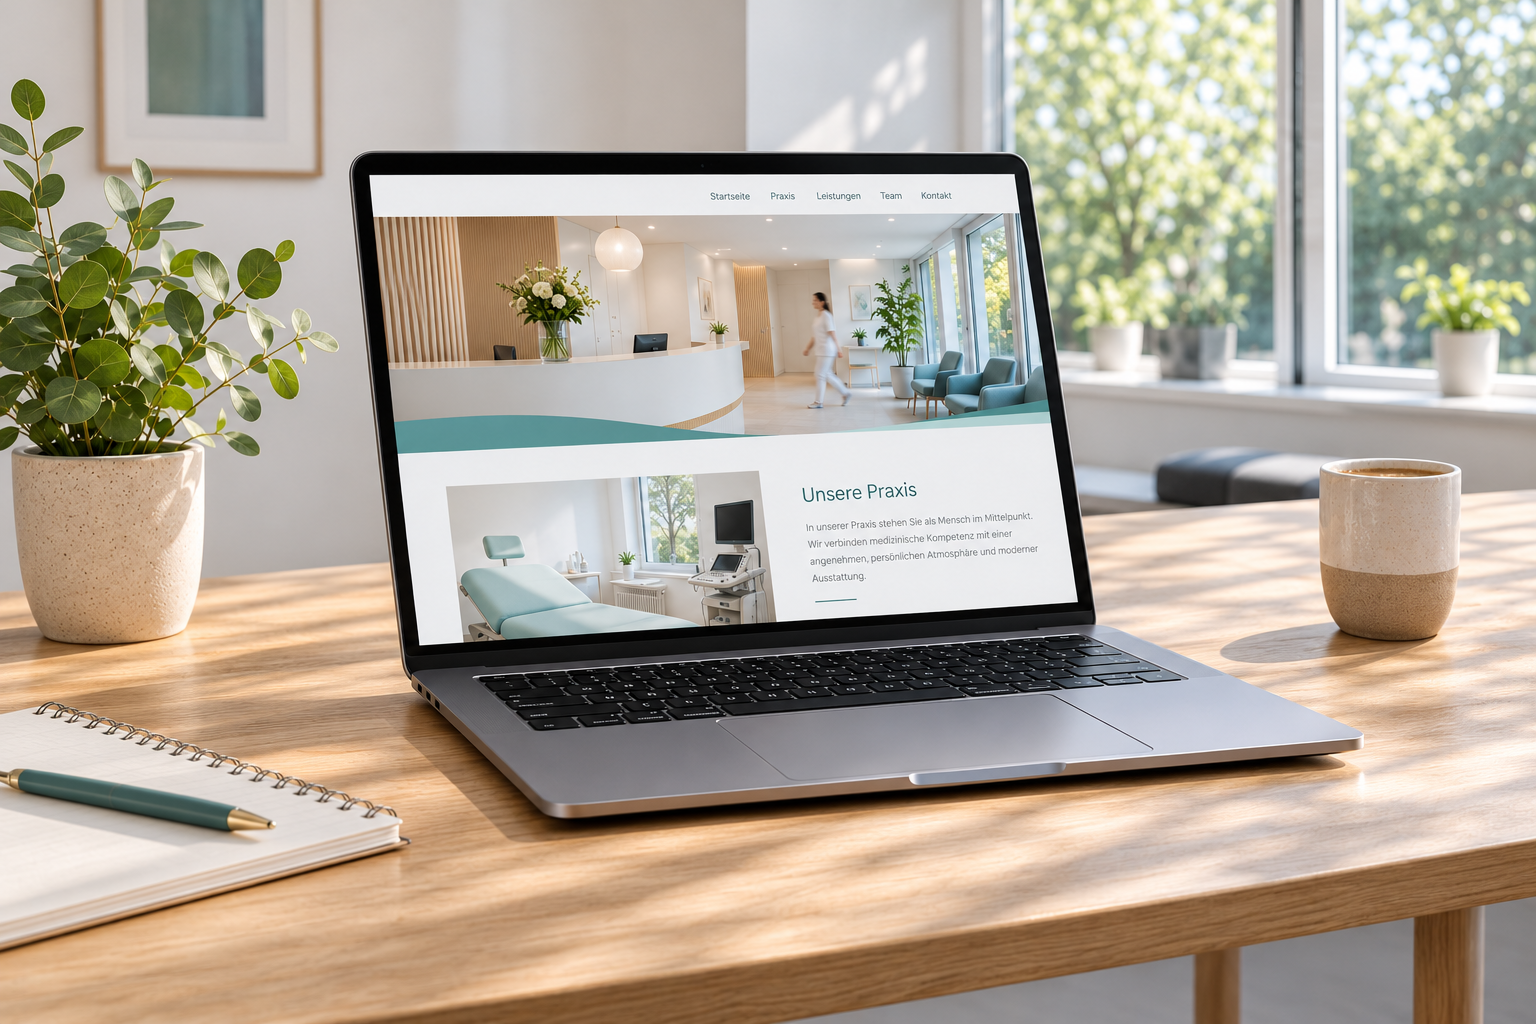 Startseite Praxis Leistungen Team Kontakt
Unsere Praxis
In unserer Praxis stehen Sie als Mensch im Mittelpunkt.
Wir verbinden medizinische Kompetenz mit einer
angenehmen, persönlichen Atmosphäre und moderner
Ausstattung.